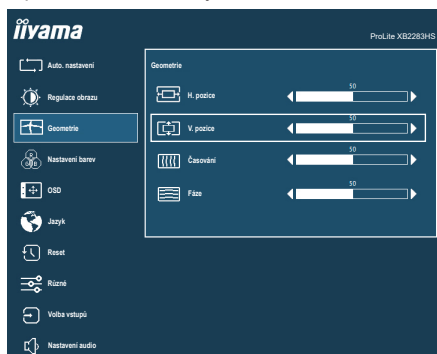 iiyama
ProLite XB2283HS
Auto. nastavení
Regulace obrazu
Geometrie
Nastavení barev
OSD
Jazyk
Reset
Různé
Volba vstupů
Nastavení audio
Geometrie
H. pozice
50
V. pozice
50
Časování
50
Fáze
50